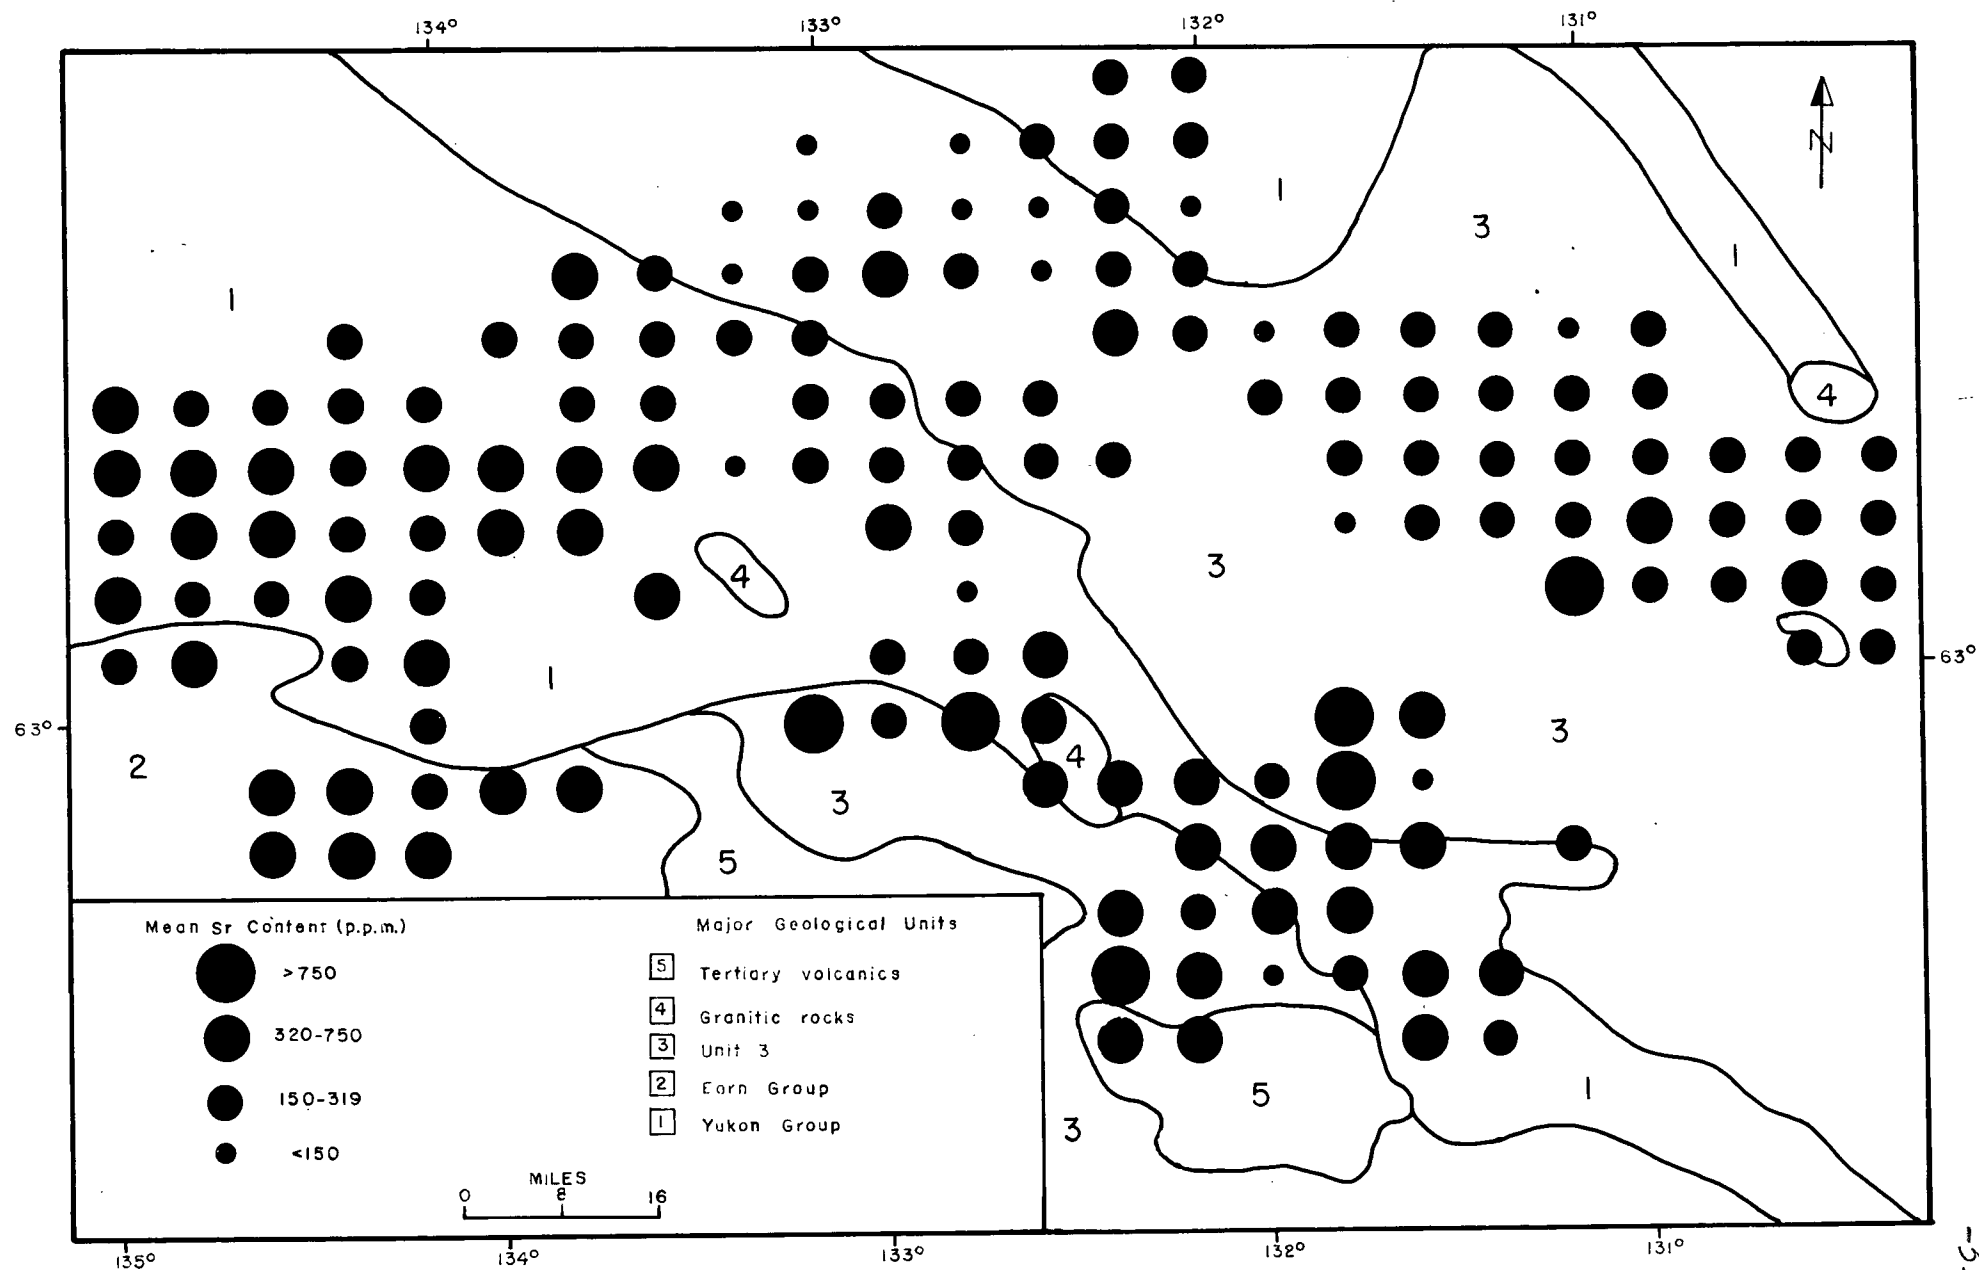 134° 133° 132° 131°
N
1
3
1
1
4
4
3
1
63°
3
63°
2
4
3
5
Mean Sr Content (p.p.m.)
>750
320-750
150-319
<150
Major Geological Units
5 Tertiary volcanics
4 Granitic rocks
3 Unit 3
2 Earn Group
1 Yukon Group
MILES
0 8 16
5
1
3
135° 134° 133° 132° 131°